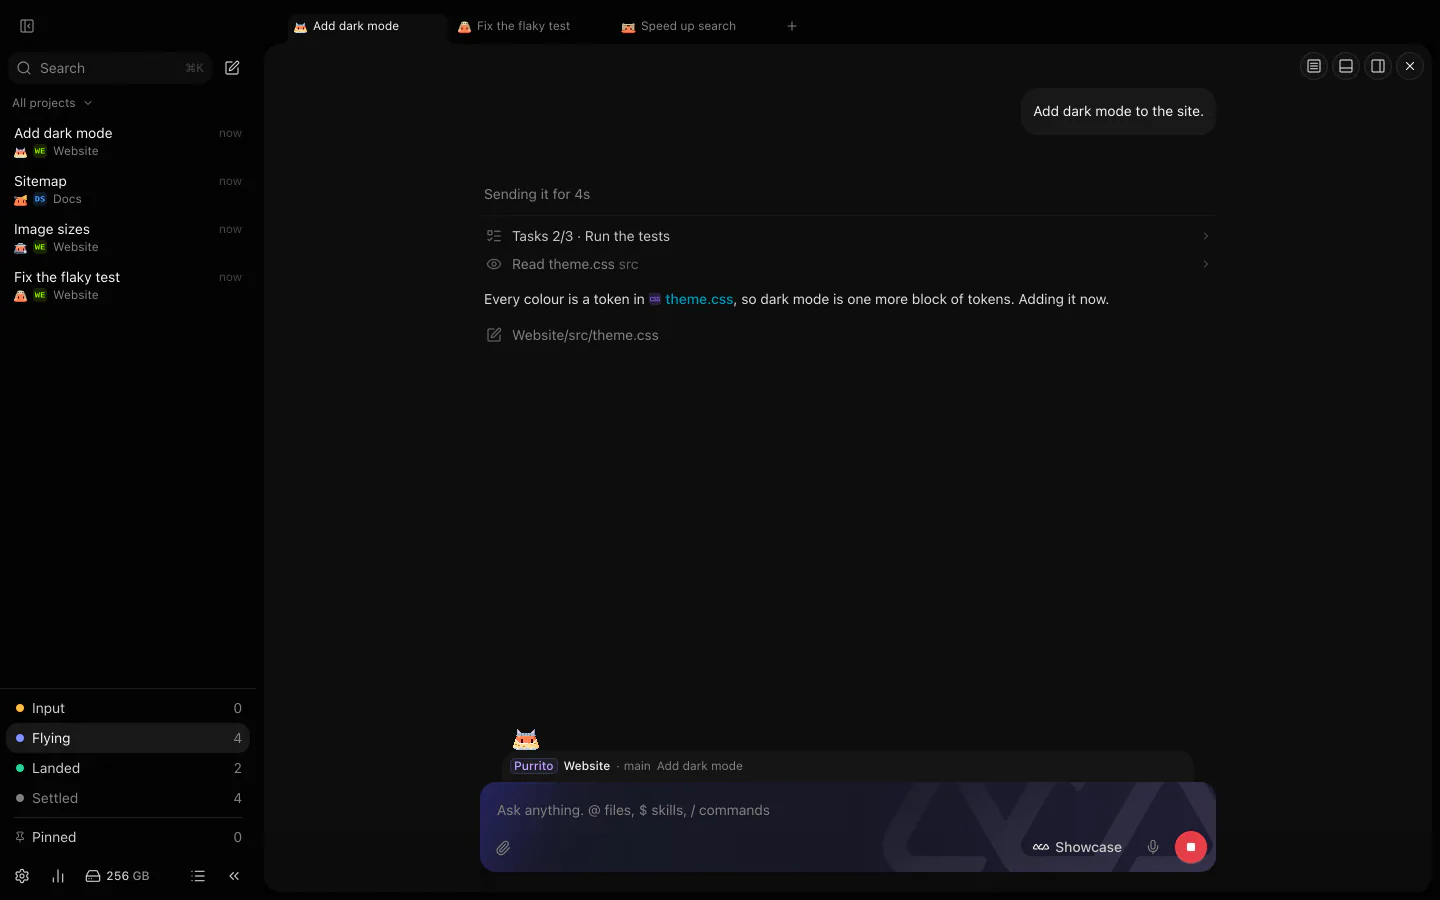 Add dark mode
Fix the flaky test
Speed up search
Search ⌘K
All projects
Add dark mode now
WE Website
Sitemap now
DS Docs
Image sizes now
WE Website
Fix the flaky test now
WE Website
Input 0
Flying 4
Landed 2
Settled 4
Pinned 0
256 GB
Add dark mode to the site.
Sending it for 4s
Tasks 2/3 · Run the tests
Read theme.css src
Every colour is a token in CSS theme.css, so dark mode is one more block of tokens. Adding it now.
Website/src/theme.css
Purrito Website · main Add dark mode
Ask anything. @ files, $ skills, / commands
Showcase